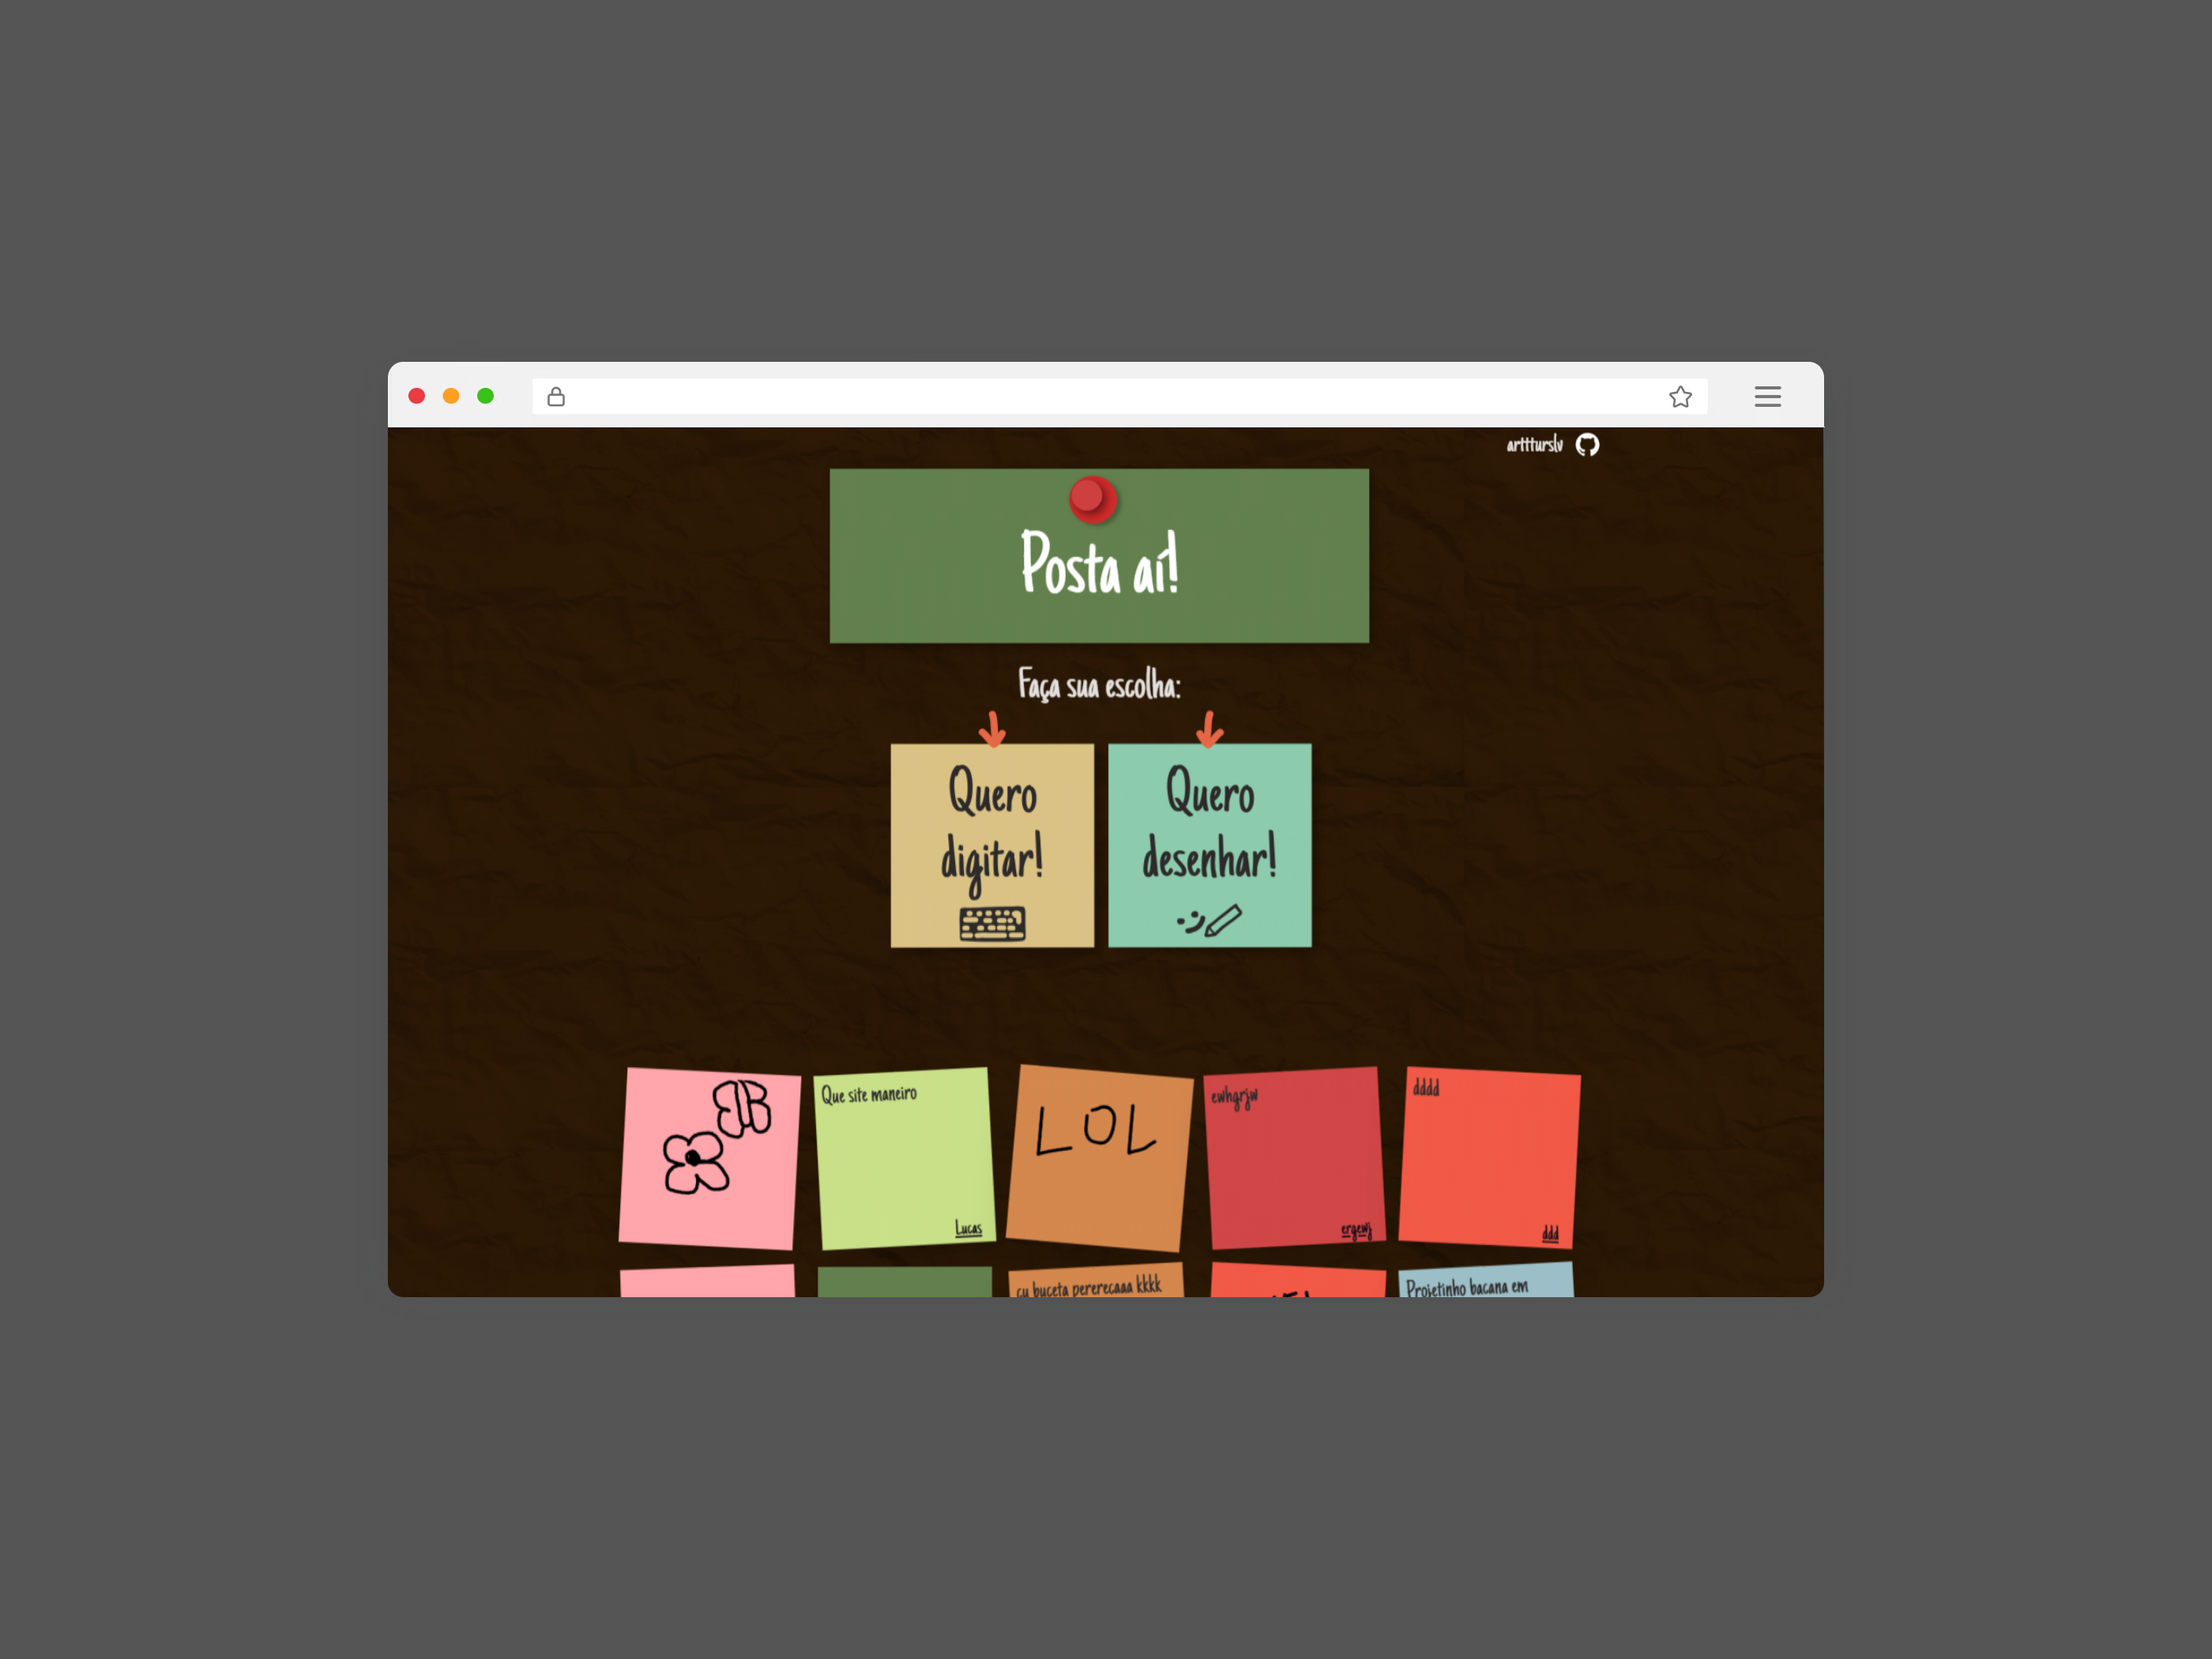 arttturslv
Posta aí!
Faça sua escolha:
Quero
digitar!
Quero
desenhar!
Que site maneiro
Lucas
LOL
ewhgrjw
ergewj
dddd
ddd
cu buceta pererecaaa kkkk
Projetinho bacana em